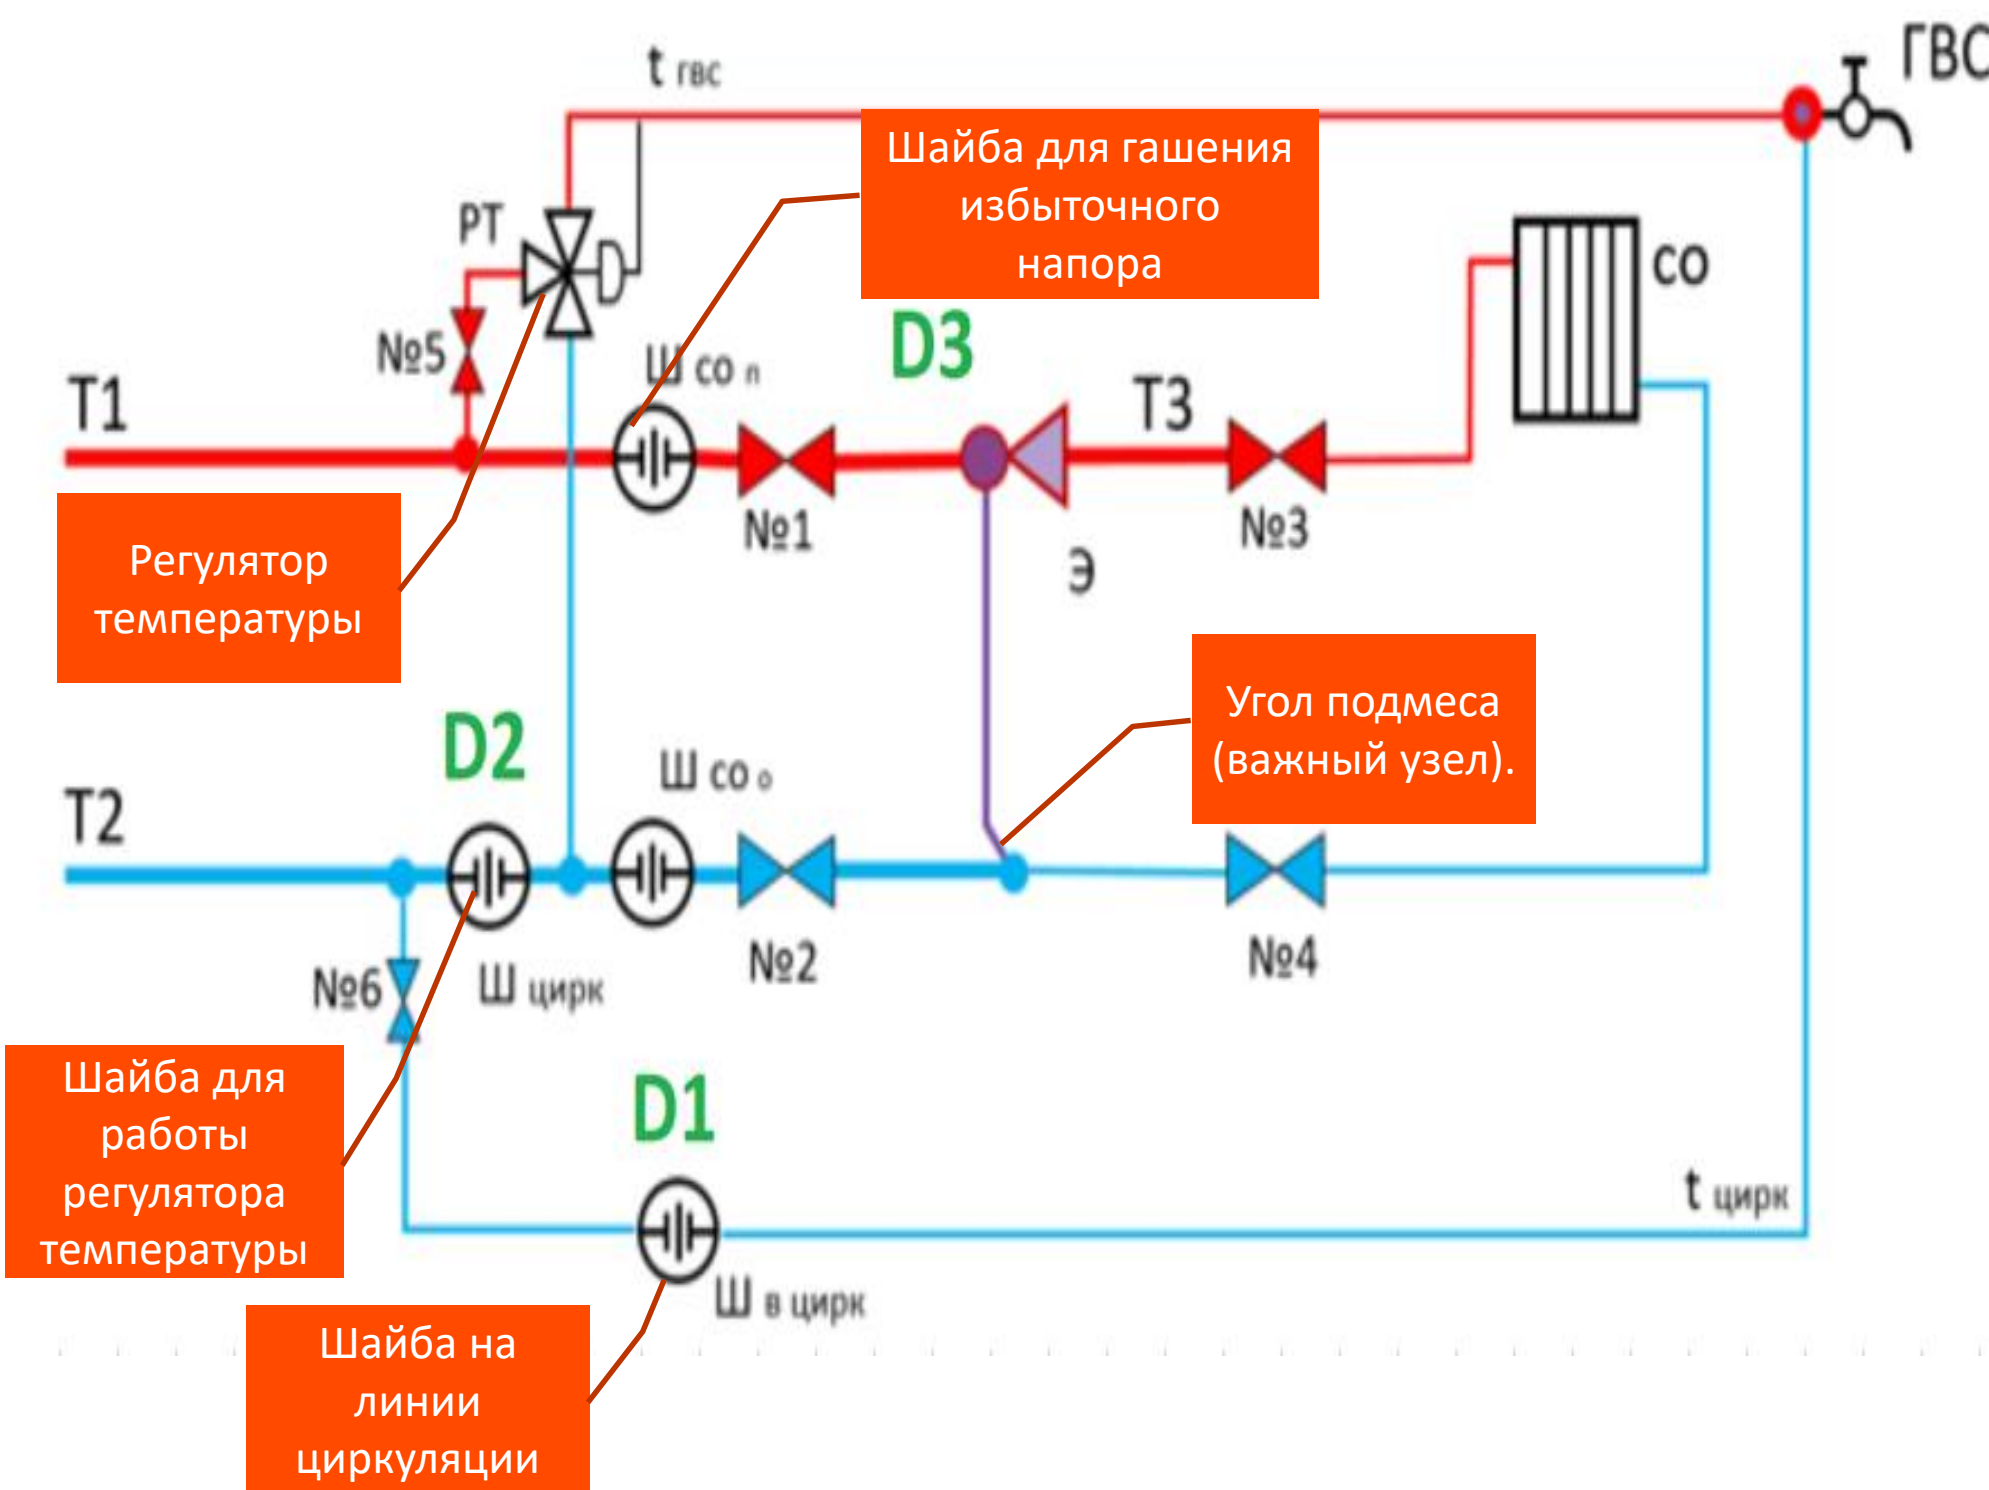 t гвс
ГВС
Шайба для гашения
избыточного
напора
РТ
СО
№5
Ш СО п
D3
Т1
Т3
№1
№3
Э
Регулятор
температуры
Угол подмеса
(важный узел).
D2
Ш СО о
Т2
№6
Ш цирк
№2
№4
Шайба для
работы
регулятора
температуры
D1
t цирк
Ш в цирк
Шайба на
линии
циркуляции